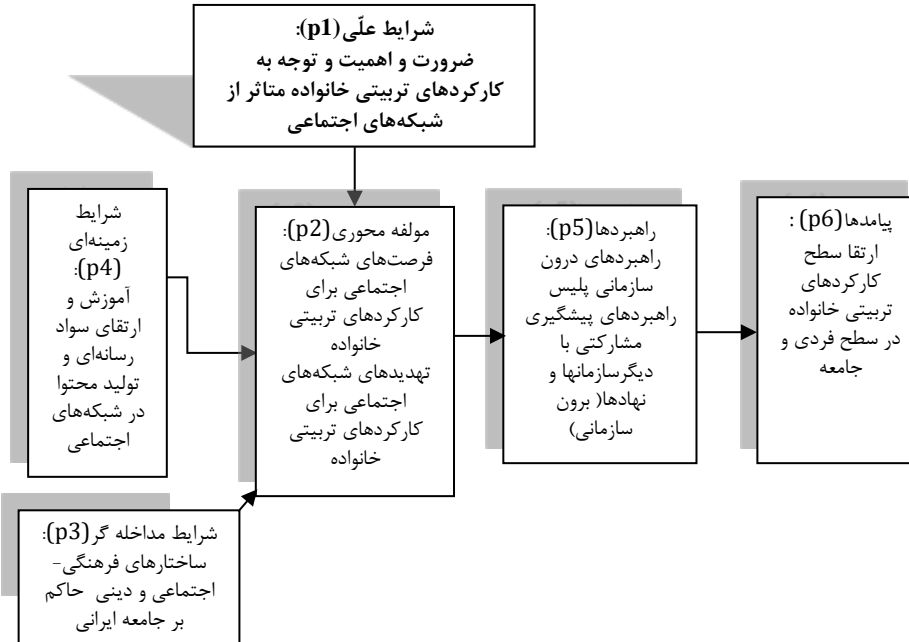 شرایط علّی(p1):
ضرورت و اهمیت و توجه به
کارکردهای تربیتی خانواده متاثر از
شبکه‌های اجتماعی
شرایط
زمینه‌ای
(p4):
آموزش و
ارتقای سواد
رسانه‌ای و
تولید محتوا
در شبکه‌های
اجتماعی
مولفه محوری(p2):
فرصت‌های شبکه‌های
اجتماعی برای
کارکردهای تربیتی
خانواده
تهدیدهای شبکه‌های
اجتماعی برای
کارکردهای تربیتی
خانواده
راهبردها(p5):
راهبردهای درون
سازمانی پلیس
راهبردهای پیشگیری
مشارکتی با
دیگرسازمانها و
نهادها( برون
سازمانی)
پیامدها(p6) :
ارتقا سطح
کارکردهای
تربیتی خانواده
در سطح فردی و
جامعه
شرایط مداخله گر(p3):
ساختارهای فرهنگی-
اجتماعی و دینی حاکم
بر جامعه ایرانی